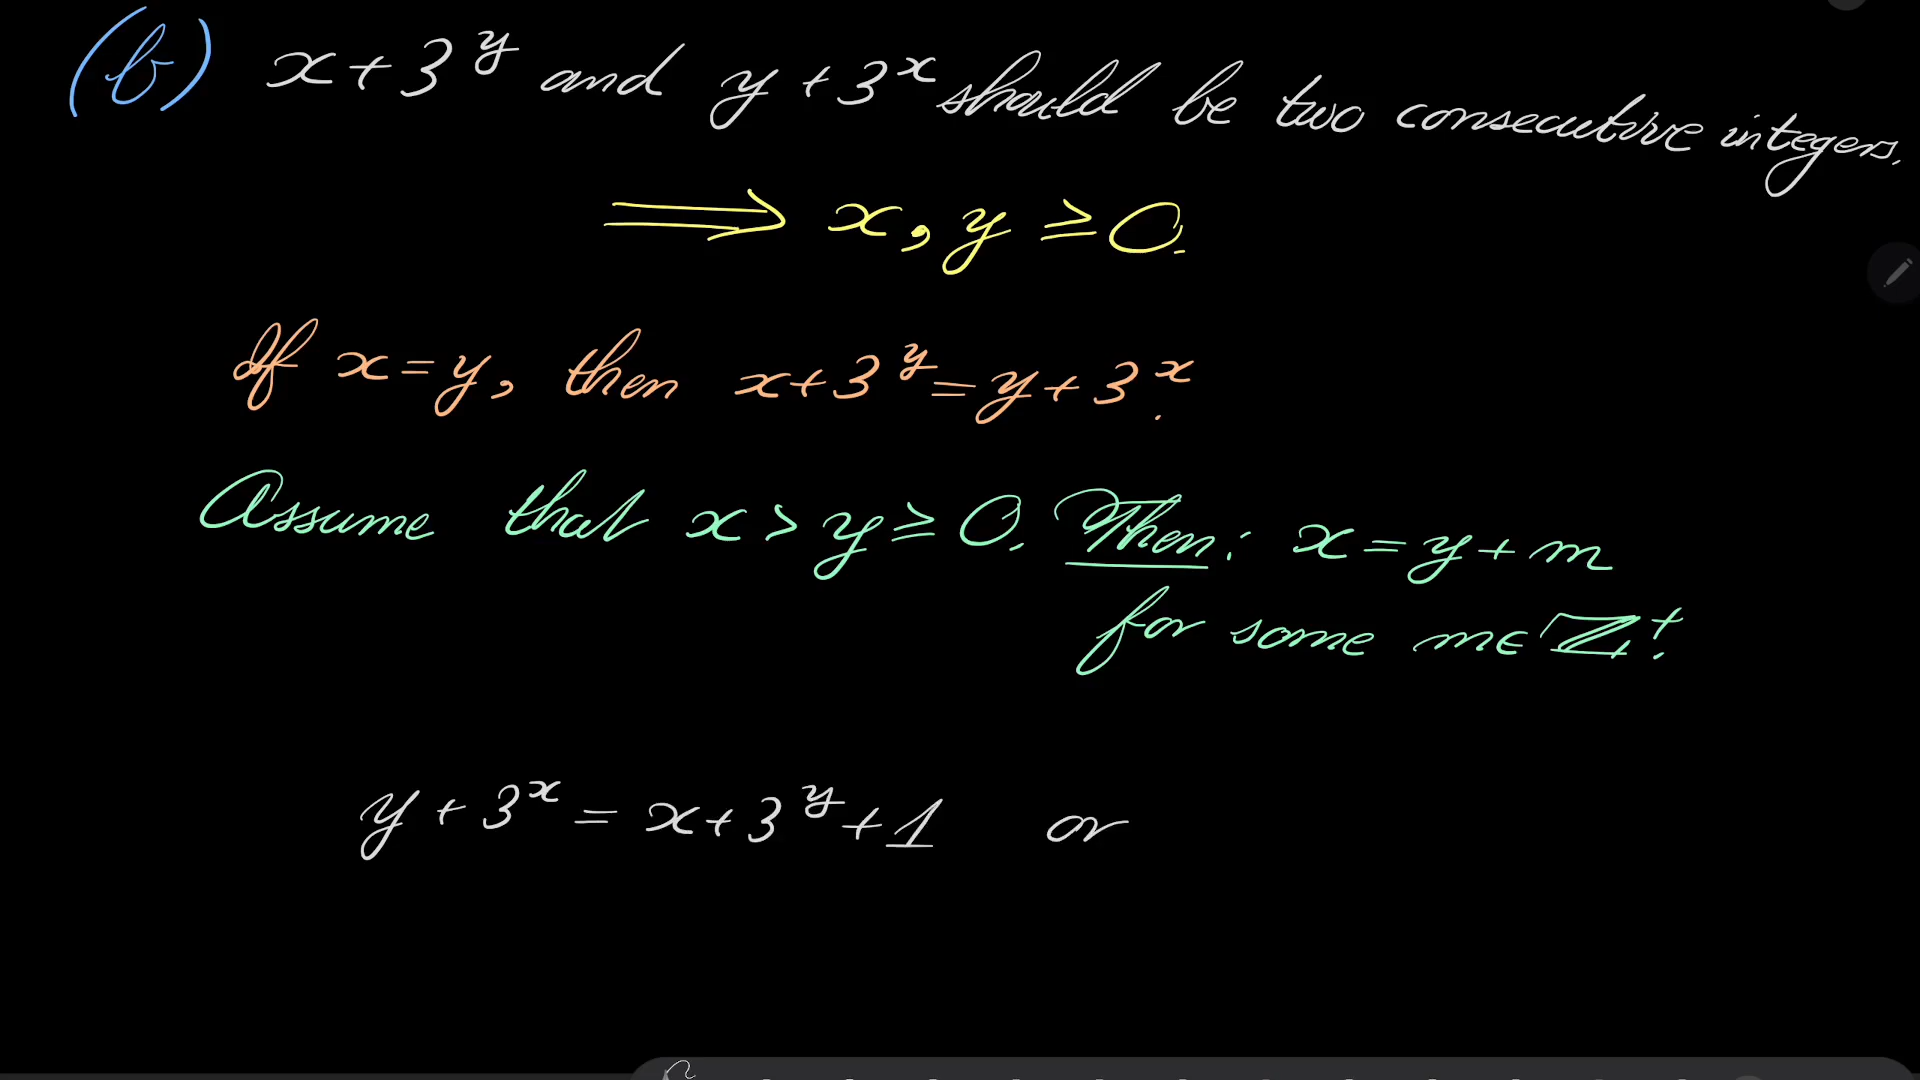 (b) x + 3^y and y + 3^x should be two consecutive integers.
⟹ x, y ≥ 0.
If x = y, then x + 3^y = y + 3^x.
Assume that x > y ≥ 0. Then: x = y + m
for some m ∈ ℤ⁺.
y + 3^x = x + 3^y + 1 or